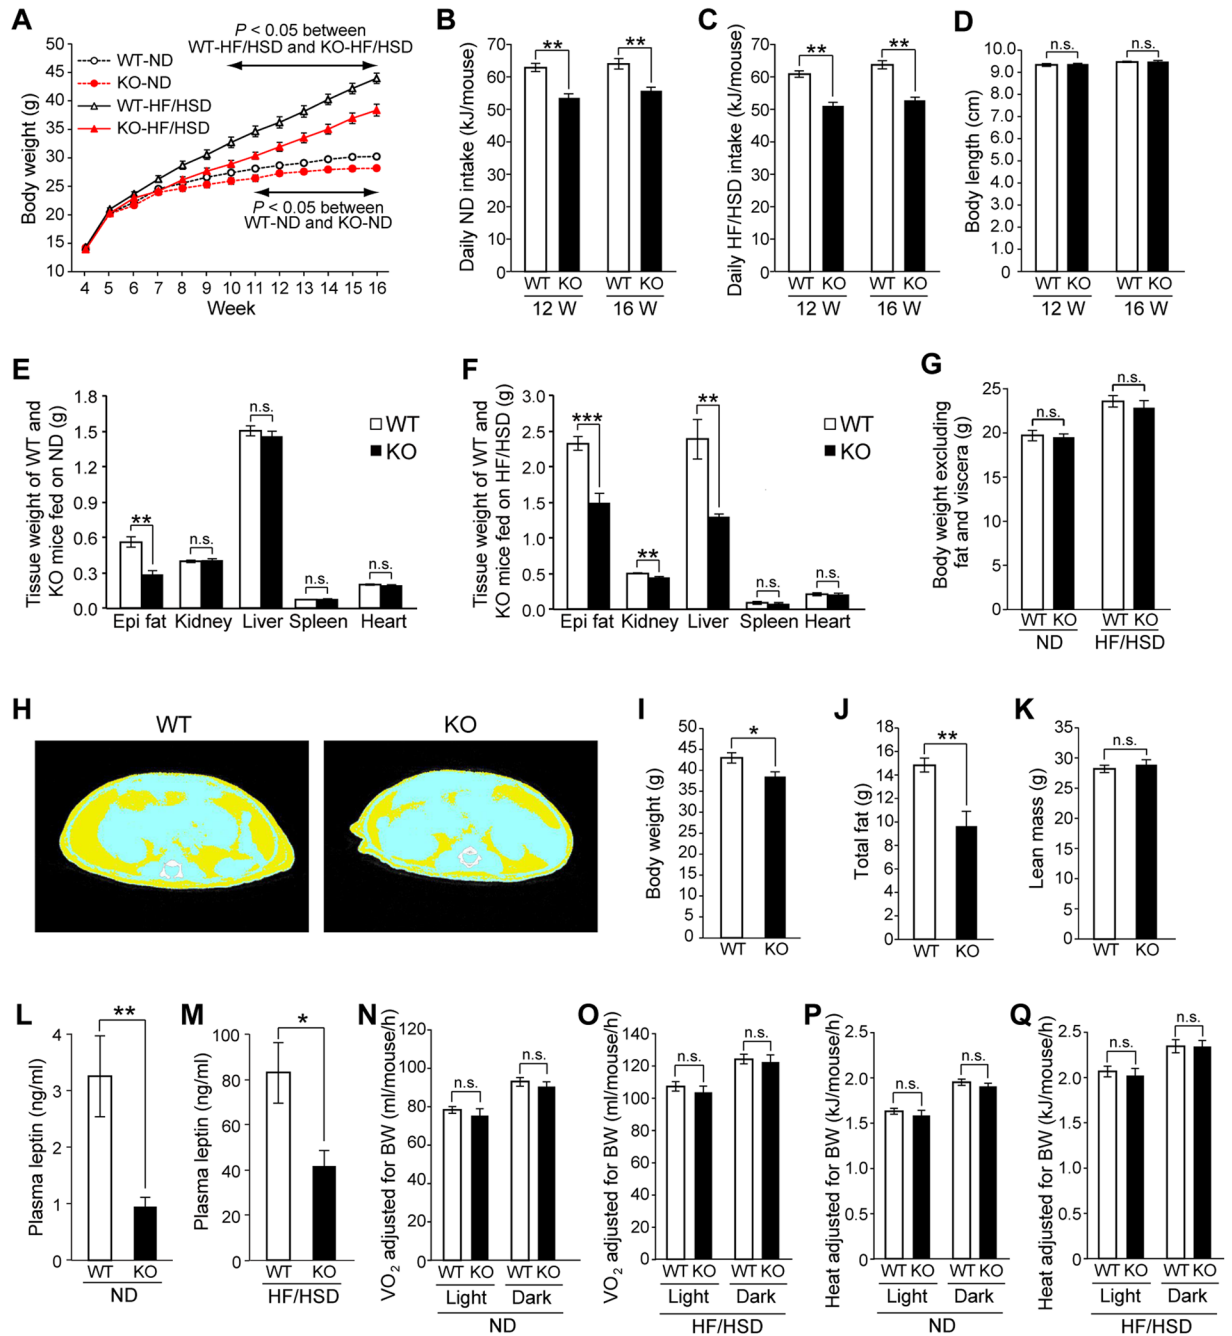 A
P < 0.05 between
WT-HF/HSD and KO-HF/HSD
WT-ND
KO-ND
WT-HF/HSD
KO-HF/HSD
P < 0.05 between
WT-ND and KO-ND
Body weight (g)
50
45
40
35
30
25
20
15
10
4 5 6 7 8 9 10 11 12 13 14 15 16
Week
B
Daily ND intake (kJ/mouse)
70
60
50
40
30
20
10
0
** **
WT KO WT KO
12 W 16 W
C
Daily HF/HSD intake (kJ/mouse)
70
60
50
40
30
20
10
0
** **
WT KO WT KO
12 W 16 W
D
Body length (cm)
10.0
9.0
8.0
7.0
6.0
5.0
4.0
3.0
2.0
1.0
0
n.s. n.s.
WT KO WT KO
12 W 16 W
E
Tissue weight of WT and
KO mice fed on ND (g)
1.8
1.5
1.2
0.9
0.6
0.3
0.0
** n.s. n.s. n.s. n.s.
WT
KO
Epi fat Kidney Liver Spleen Heart
F
Tissue weight of WT and
KO mice fed on HF/HSD (g)
3.0
2.5
2.0
1.5
1.0
0.5
0.0
*** ** ** n.s. n.s.
WT
KO
Epi fat Kidney Liver Spleen Heart
G
Body weight excluding
fat and viscera (g)
25
20
15
10
5
0
n.s. n.s.
WT KO WT KO
ND HF/HSD
H
WT KO
I
Body weight (g)
50
45
40
35
30
25
20
15
10
5
0
*
WT KO
J
Total fat (g)
18
16
14
12
10
8
6
4
2
0
**
WT KO
K
Lean mass (g)
35
30
25
20
15
10
5
0
n.s.
WT KO
L
Plasma leptin (ng/ml)
4
3
2
1
0
**
WT KO
ND
M
Plasma leptin (ng/ml)
100
80
60
40
20
0
*
WT KO
HF/HSD
N
VO2 adjusted for BW (ml/mouse/h)
120
100
80
60
40
20
0
n.s. n.s.
WT KO WT KO
Light Dark
ND
O
VO2 adjusted for BW (ml/mouse/h)
140
120
100
80
60
40
20
0
n.s. n.s.
WT KO WT KO
Light Dark
HF/HSD
P
Heat adjusted for BW (kJ/mouse/h)
2.5
2.0
1.5
1.0
0.5
0
n.s. n.s.
WT KO WT KO
Light Dark
ND
Q
Heat adjusted for BW (kJ/mouse/h)
2.5
2.0
1.5
1.0
0.5
0
n.s. n.s.
WT KO WT KO
Light Dark
HF/HSD